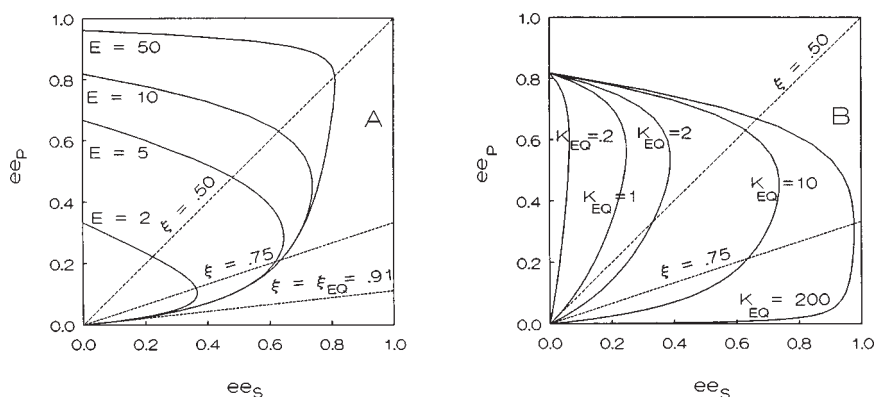 1.0
0.8
0.6
0.4
0.2
0.0
ee_P
E = 50
E = 10
E = 5
E = 2
A
ξ = .50
ξ = .75
ξ = ξ_EQ = .91
0.0 0.2 0.4 0.6 0.8 1.0
ee_S
1.0
0.8
0.6
0.4
0.2
0.0
ee_P
ξ = .50
B
K_EQ=.2
K_EQ=2
K_EQ=1
K_EQ=10
ξ = .75
K_EQ = 200
0.0 0.2 0.4 0.6 0.8 1.0
ee_S